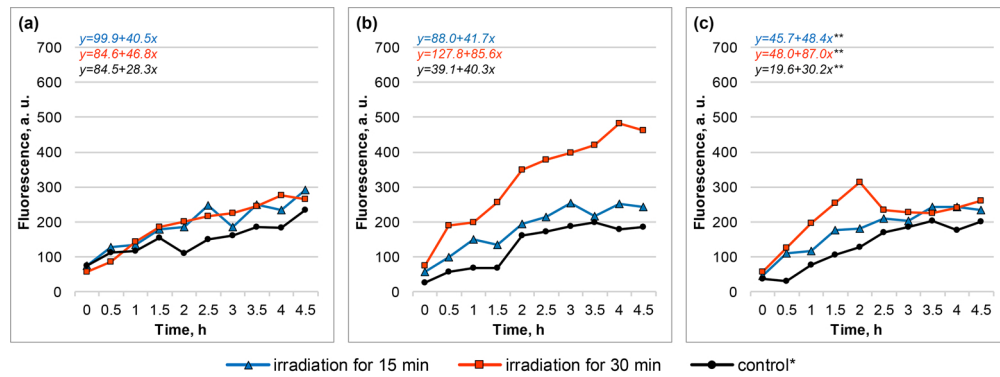 (a)
y=99.9+40.5x
y=84.6+46.8x
y=84.5+28.3x
700
600
500
400
300
200
100
0
Fluorescence, a. u.
0 0.5 1 1.5 2 2.5 3 3.5 4 4.5
Time, h
(b)
y=88.0+41.7x
y=127.8+85.6x
y=39.1+40.3x
700
600
500
400
300
200
100
0
Fluorescence, a. u.
0 0.5 1 1.5 2 2.5 3 3.5 4 4.5
Time, h
(c)
y=45.7+48.4x**
y=48.0+87.0x**
y=19.6+30.2x**
700
600
500
400
300
200
100
0
Fluorescence, a. u.
0 0.5 1 1.5 2 2.5 3 3.5 4 4.5
Time, h
irradiation for 15 min irradiation for 30 min control*